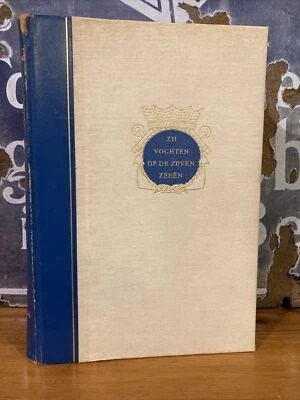 ZIJ
VOCHTEN
OP DE ZEVEN
ZEEËN